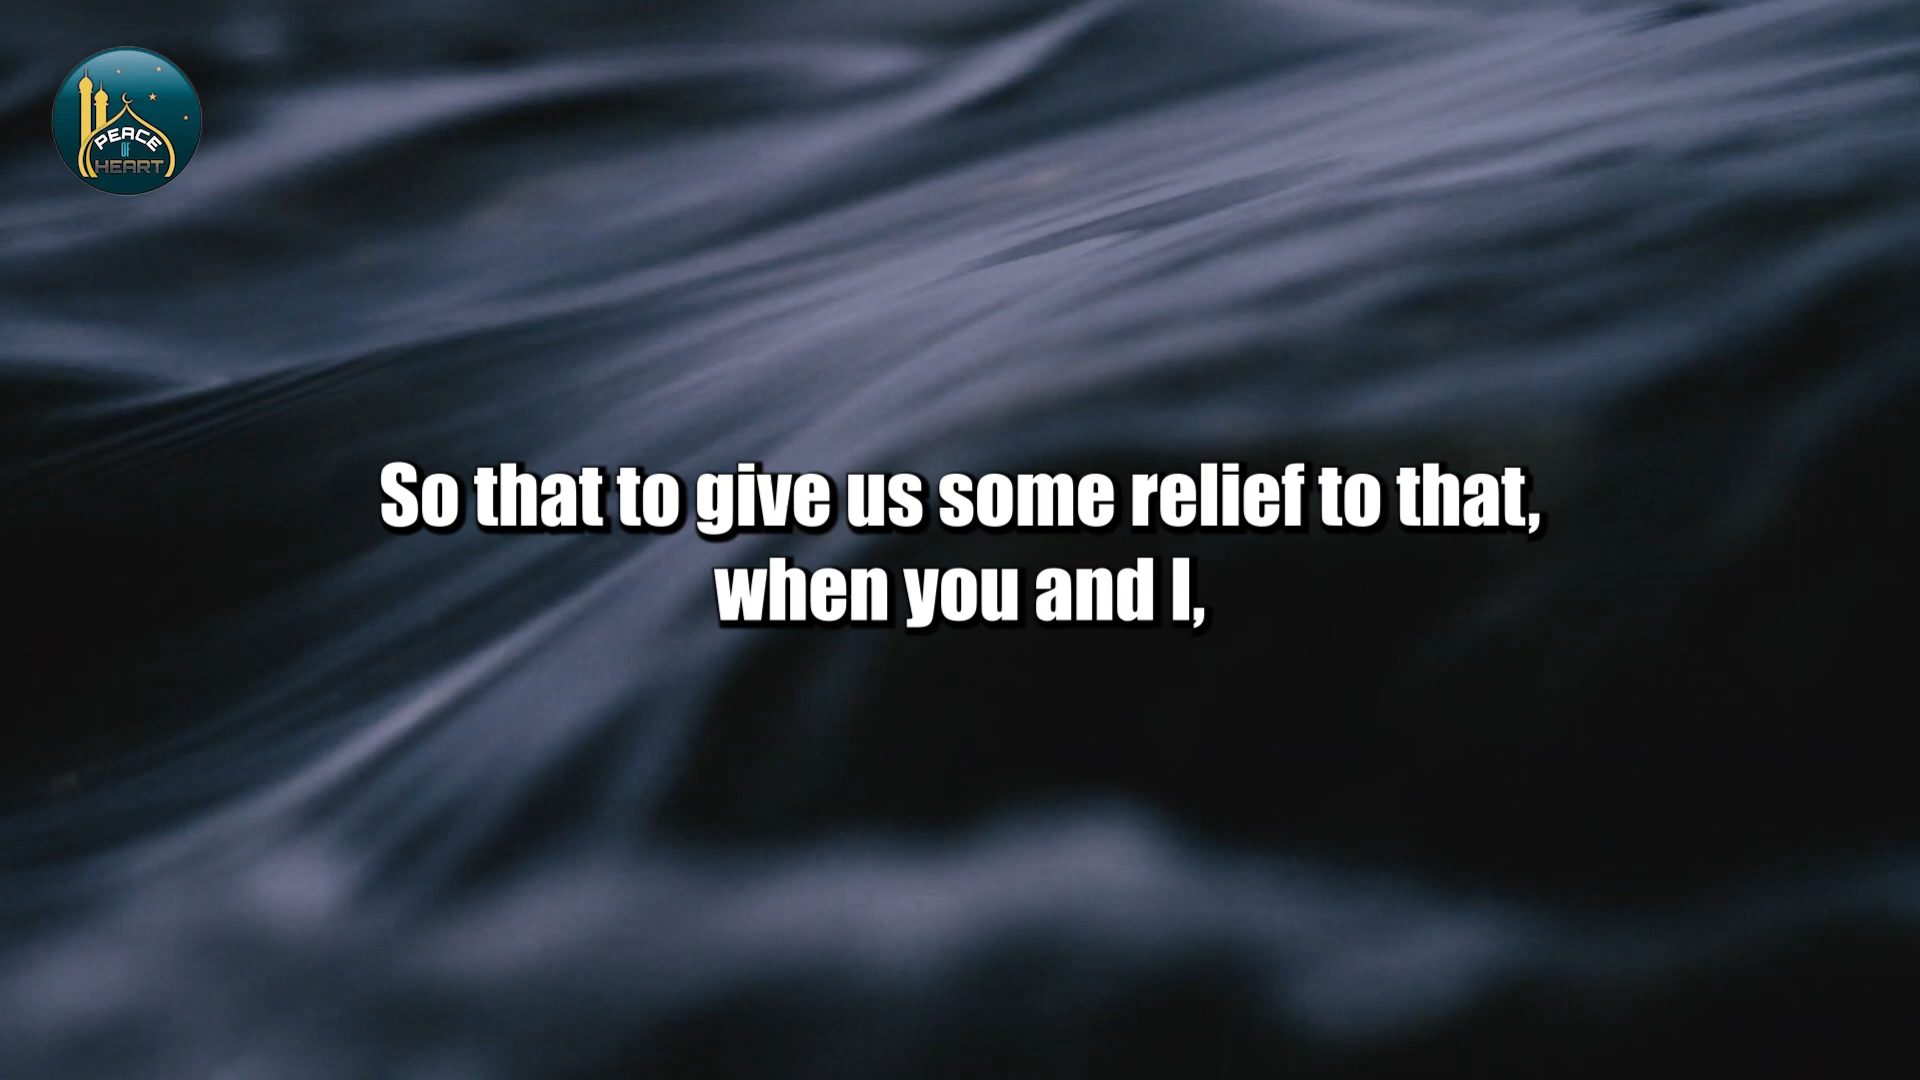 PEACE
OF
HEART
So that to give us some relief to that,
when you and I,